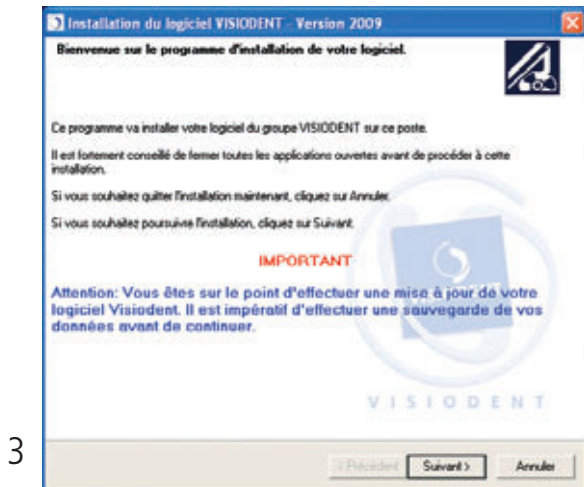 Installation du logiciel VISIODENT - Version 2009
Bienvenue sur le programme d'installation de votre logiciel.
Ce programme va installer votre logiciel du groupe VISIODENT sur ce poste.
Il est fortement conseillé de fermer toutes les applications ouvertes avant de procéder à cette
installation.
Si vous souhaitez quitter l'installation maintenant, cliquez sur Annuler.
Si vous souhaitez poursuivre l'installation, cliquez sur Suivant.
IMPORTANT
Attention: Vous êtes sur le point d'effectuer une mise à jour de votre
logiciel Visiodent. Il est impératif d'effectuer une sauvegarde de vos
données avant de continuer.
VISIODENT
3
< Précédent Suivant > Annuler